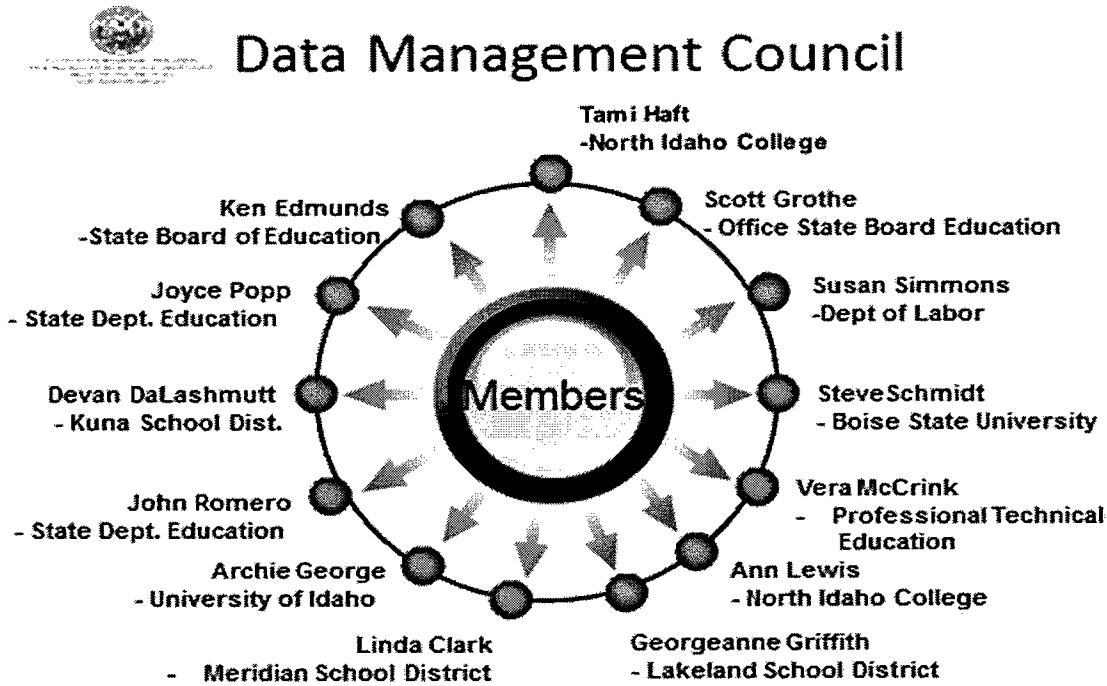 Data Management Council
Tami Haft
-North Idaho College
Scott Grothe
- Office State Board Education
Susan Simmons
-Dept of Labor
Steve Schmidt
- Boise State University
Vera McCrink
- Professional Technical
Education
Ann Lewis
- North Idaho College
Georgeanne Griffith
- Lakeland School District
Linda Clark
- Meridian School District
Archie George
- University of Idaho
John Romero
- State Dept. Education
Devan DaLashmutt
- Kuna School Dist.
Joyce Popp
- State Dept. Education
Ken Edmunds
-State Board of Education
Members